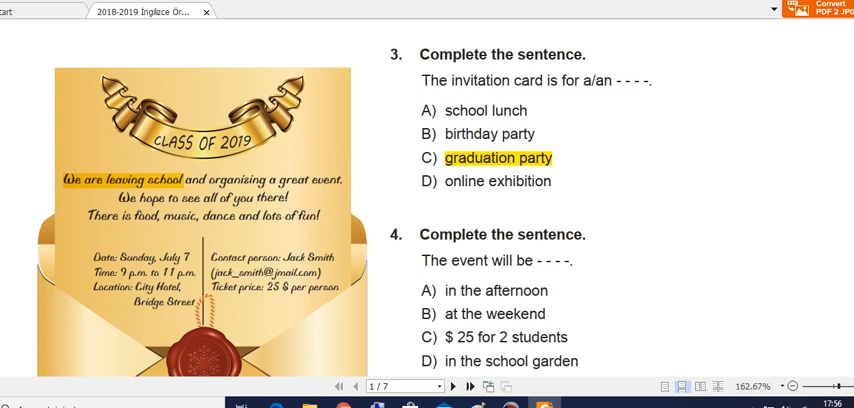 tart
2018-2019 İngilizce Ör... ×
Convert
PDF 2 JPG
CLASS OF 2019
We are leaving school and organizing a great event.
We hope to see all of you there!
There is food, music, dance and lots of fun!
Date: Sunday, July 7
Time: 9 p.m. to 11 p.m.
Location: City Hotel,
Bridge Street
Contact person: Jack Smith
(jack_smith@jmail.com)
Ticket price: 25 $ per person
3. Complete the sentence.
The invitation card is for a/an - - - -.
A) school lunch
B) birthday party
C) graduation party
D) online exhibition
4. Complete the sentence.
The event will be - - - -.
A) in the afternoon
B) at the weekend
C) $ 25 for 2 students
D) in the school garden
1 / 7
162.67%
17:56